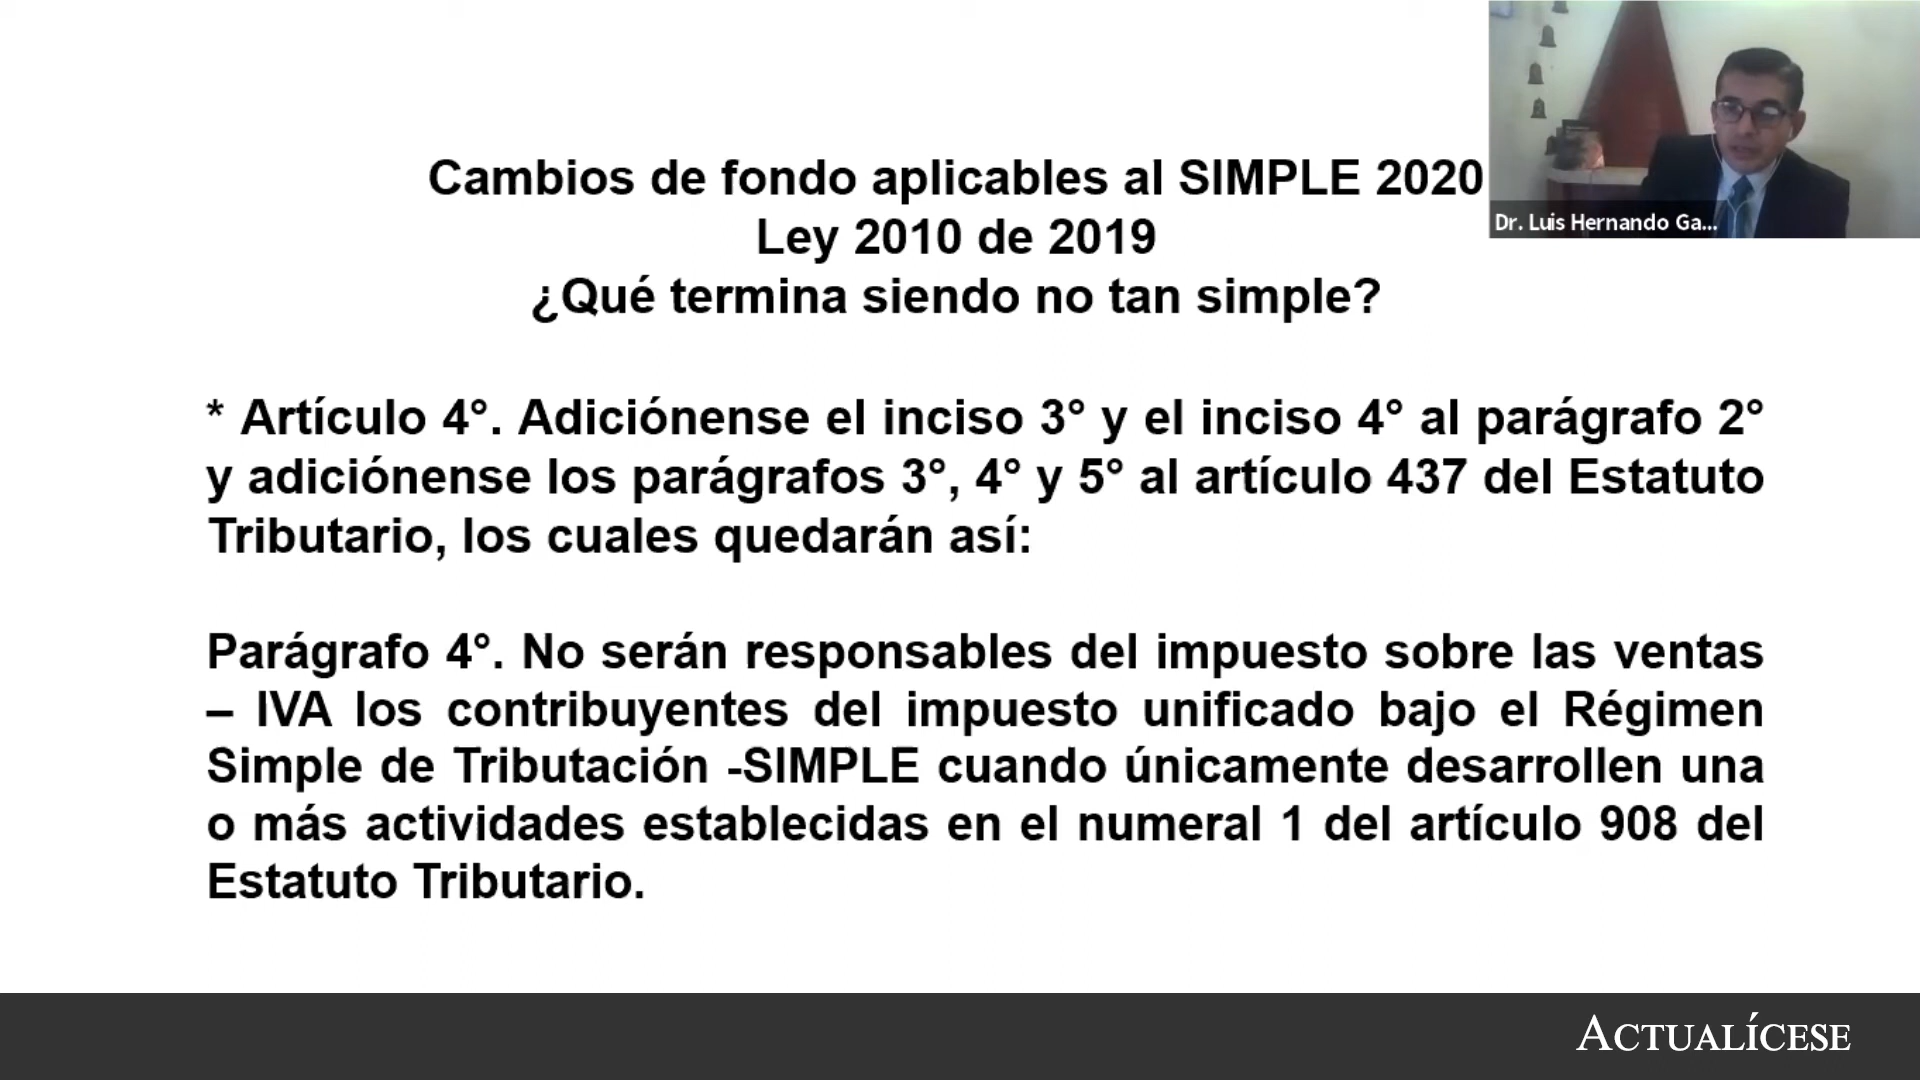 Cambios de fondo aplicables al SIMPLE 2020
Ley 2010 de 2019
¿Qué termina siendo no tan simple?
Dr. Luis Hernando Ga...
* Artículo 4°. Adiciónense el inciso 3° y el inciso 4° al parágrafo 2°
y adiciónense los parágrafos 3°, 4° y 5° al artículo 437 del Estatuto
Tributario, los cuales quedarán así:
Parágrafo 4°. No serán responsables del impuesto sobre las ventas
– IVA los contribuyentes del impuesto unificado bajo el Régimen
Simple de Tributación -SIMPLE cuando únicamente desarrollen una
o más actividades establecidas en el numeral 1 del artículo 908 del
Estatuto Tributario.
ACTUALÍCESE